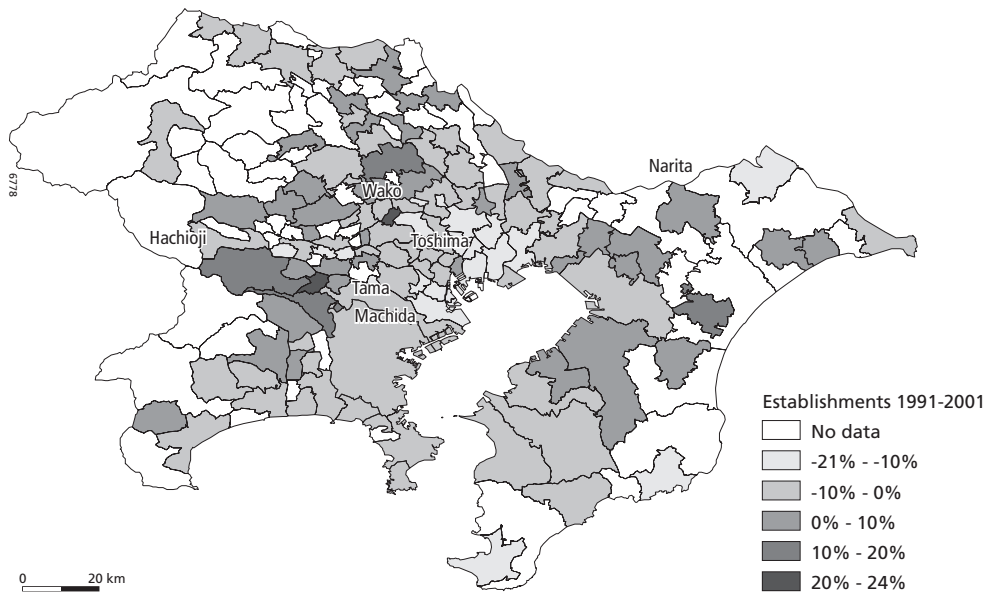 6778
Narita
Wako
Hachioji
Toshima
Tama
Machida
Establishments 1991-2001
No data
-21% - -10%
-10% - 0%
0% - 10%
10% - 20%
20% - 24%
0 20 km